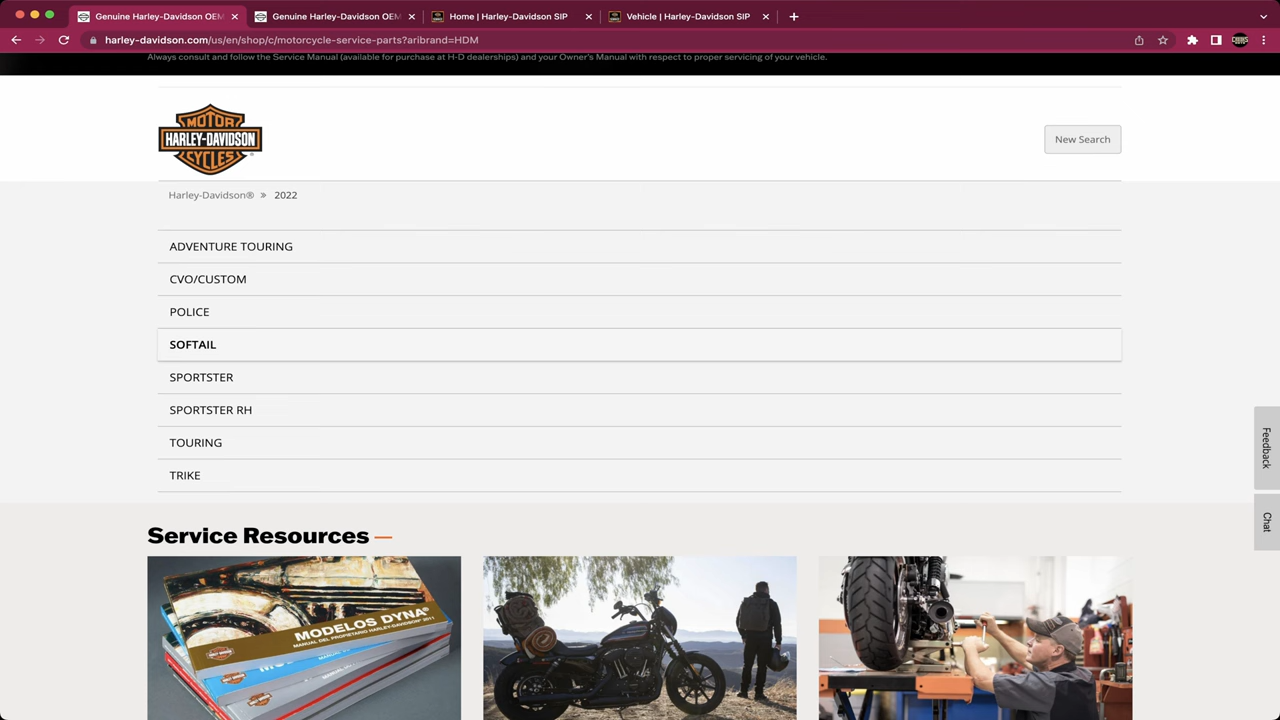 Genuine Harley-Davidson OEM
Genuine Harley-Davidson OEM
Home | Harley-Davidson SIP
Vehicle | Harley-Davidson SIP
harley-davidson.com/us/en/shop/c/motorcycle-service-parts?aribrand=HDM
Always consult and follow the Service Manual (available for purchase at H-D dealerships) and your Owner's Manual with respect to proper servicing of your vehicle.
MOTOR
HARLEY-DAVIDSON
CYCLES
New Search
Harley-Davidson® » 2022
ADVENTURE TOURING
CVO/CUSTOM
POLICE
SOFTAIL
SPORTSTER
SPORTSTER RH
TOURING
TRIKE
Feedback
Chat
Service Resources
MODELOS DYNA®
MANUAL DEL PROPIETARIO HARLEY-DAVIDSON® 2011